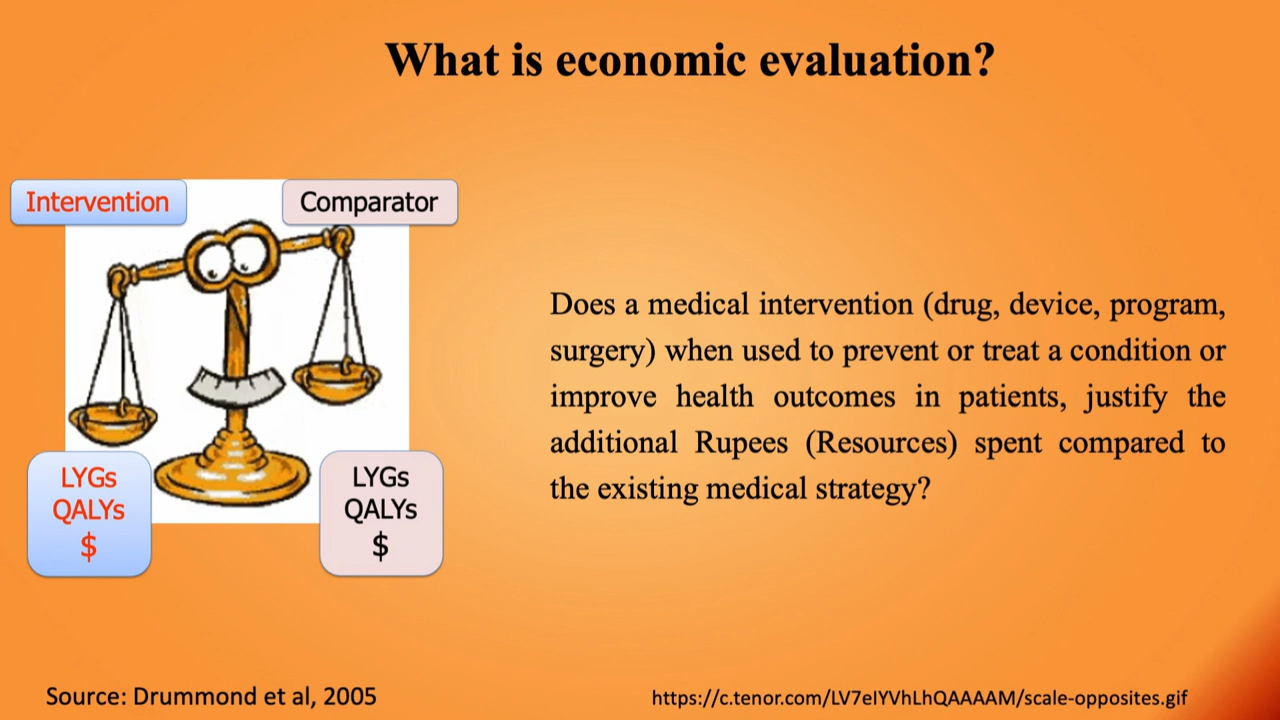 What is economic evaluation?
Intervention
Comparator
LYGs
QALYs
$
LYGs
QALYs
$
Does a medical intervention (drug, device, program,
surgery) when used to prevent or treat a condition or
improve health outcomes in patients, justify the
additional Rupees (Resources) spent compared to
the existing medical strategy?
Source: Drummond et al, 2005
https://c.tenor.com/LV7eIYVhLhQAAAAM/scale-opposites.gif